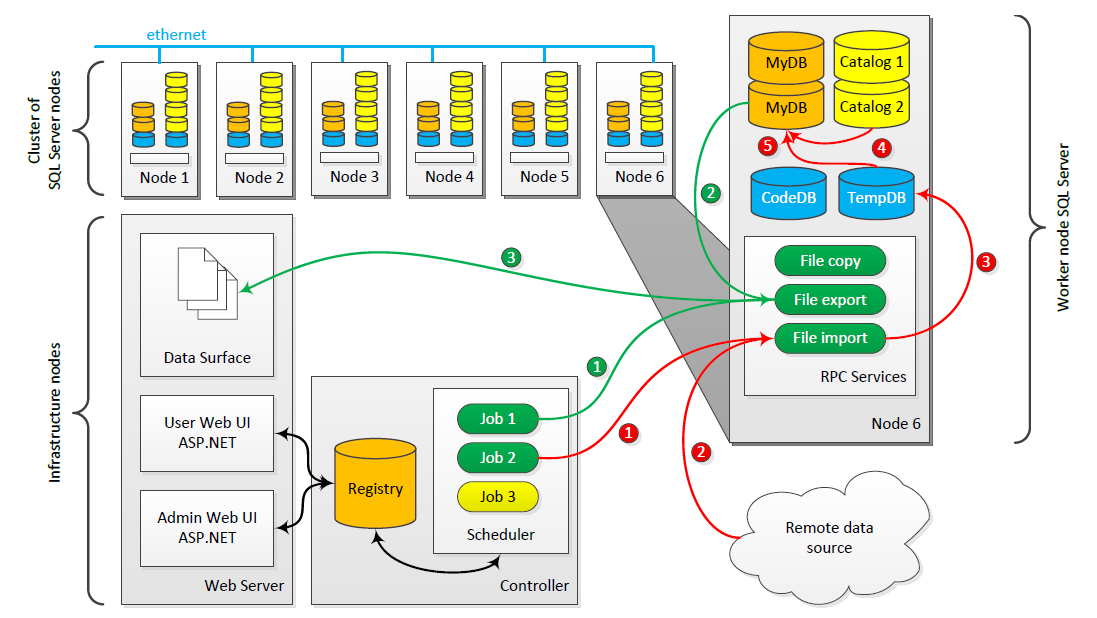 ethernet
Cluster of
SQL Server nodes
Node 1
Node 2
Node 3
Node 4
Node 5
Node 6
MyDB
MyDB
Catalog 1
Catalog 2
5
4
CodeDB
TempDB
2
3
File copy
File export
File import
RPC Services
Node 6
Worker node SQL Server
Infrastructure nodes
Data Surface
User Web UI
ASP.NET
Admin Web UI
ASP.NET
Web Server
3
1
1
2
Registry
Job 1
Job 2
Job 3
Scheduler
Controller
Remote data
source